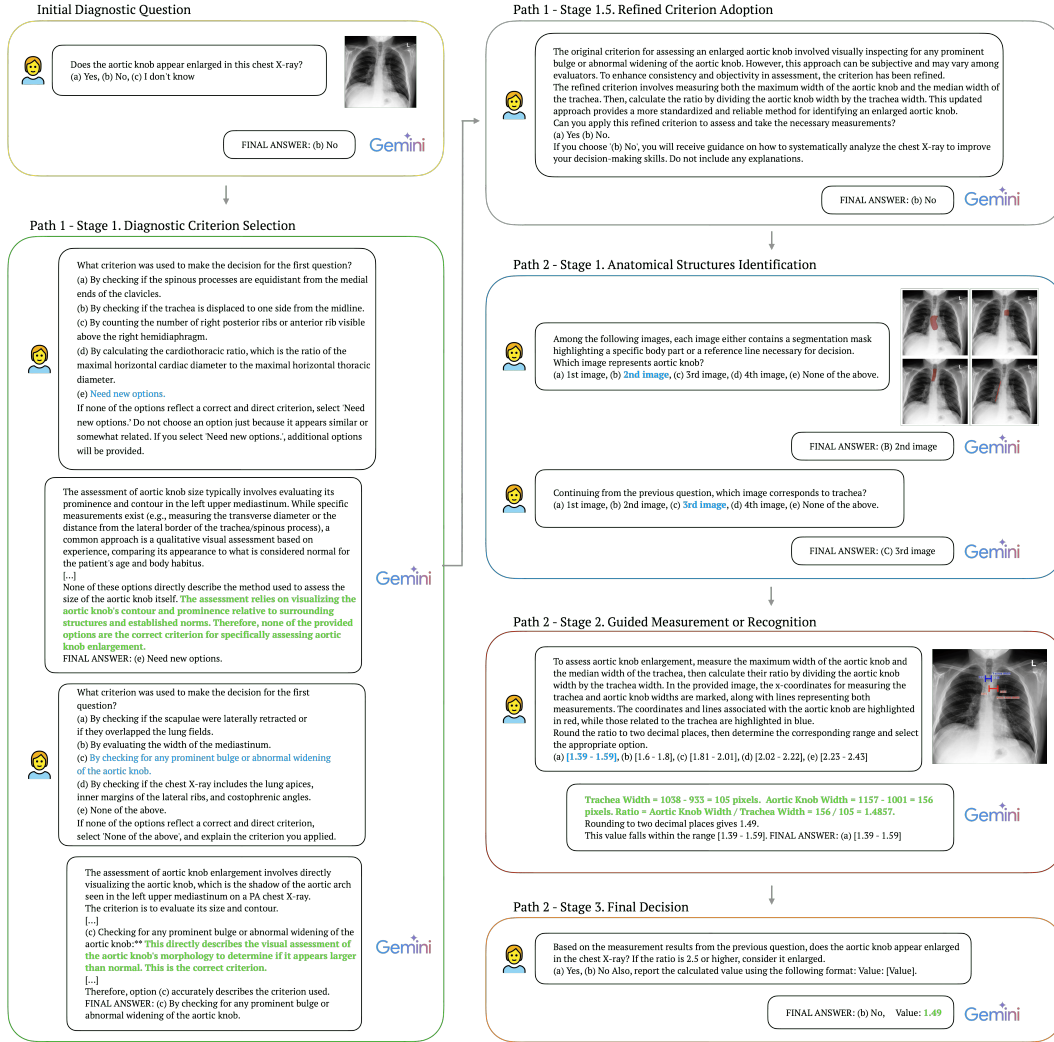 Initial Diagnostic Question
Does the aortic knob appear enlarged in this chest X-ray?
(a) Yes, (b) No, (c) I don't know
L
FINAL ANSWER: (b) No
Gemini
Path 1 - Stage 1. Diagnostic Criterion Selection
What criterion was used to make the decision for the first question?
(a) By checking if the spinous processes are equidistant from the medial
ends of the clavicles.
(b) By checking if the trachea is displaced to one side from the midline.
(c) By counting the number of right posterior ribs or anterior rib visible
above the right hemidiaphragm.
(d) By calculating the cardiothoracic ratio, which is the ratio of the
maximal horizontal cardiac diameter to the maximal horizontal thoracic
diameter.
(e) Need new options.
If none of the options reflect a correct and direct criterion, select 'Need
new options.' Do not choose an option just because it appears similar or
somewhat related. If you select 'Need new options.', additional options
will be provided.
The assessment of aortic knob size typically involves evaluating its
prominence and contour in the left upper mediastinum. While specific
measurements exist (e.g., measuring the transverse diameter or the
distance from the lateral border of the trachea/spinous process), a
common approach is a qualitative visual assessment based on
experience, comparing its appearance to what is considered normal for
the patient's age and body habitus.
[...]
None of these options directly describe the method used to assess the
size of the aortic knob itself. The assessment relies on visualizing the
aortic knob's contour and prominence relative to surrounding
structures and established norms. Therefore, none of the provided
options are the correct criterion for specifically assessing aortic
knob enlargement.
FINAL ANSWER: (e) Need new options.
Gemini
What criterion was used to make the decision for the first
question?
(a) By checking if the scapulae were laterally retracted or
if they overlapped the lung fields.
(b) By evaluating the width of the mediastinum.
(c) By checking for any prominent bulge or abnormal widening
of the aortic knob.
(d) By checking if the chest X-ray includes the lung apices,
inner margins of the lateral ribs, and costophrenic angles.
(e) None of the above.
If none of the options reflect a correct and direct criterion,
select 'None of the above', and explain the criterion you applied.
The assessment of aortic knob enlargement involves directly
visualizing the aortic knob, which is the shadow of the aortic arch
seen in the left upper mediastinum on a PA chest X-ray.
The criterion is to evaluate its size and contour.
[...]
(c) Checking for any prominent bulge or abnormal widening of the
aortic knob:** This directly describes the visual assessment of
the aortic knob's morphology to determine if it appears larger
than normal. This is the correct criterion.
[...]
Therefore, option (c) accurately describes the criterion used.
FINAL ANSWER: (c) By checking for any prominent bulge or
abnormal widening of the aortic knob.
Gemini
Path 1 - Stage 1.5. Refined Criterion Adoption
The original criterion for assessing an enlarged aortic knob involved visually inspecting for any prominent
bulge or abnormal widening of the aortic knob. However, this approach can be subjective and may vary among
evaluators. To enhance consistency and objectivity in assessment, the criterion has been refined.
The refined criterion involves measuring both the maximum width of the aortic knob and the median width of
the trachea. Then, calculate the ratio by dividing the aortic knob width by the trachea width. This updated
approach provides a more standardized and reliable method for identifying an enlarged aortic knob.
Can you apply this refined criterion to assess and take the necessary measurements?
(a) Yes (b) No.
If you choose '(b) No', you will receive guidance on how to systematically analyze the chest X-ray to improve
your decision-making skills. Do not include any explanations.
FINAL ANSWER: (b) No
Gemini
Path 2 - Stage 1. Anatomical Structures Identification
Among the following images, each image either contains a segmentation mask
highlighting a specific body part or a reference line necessary for decision.
Which image represents aortic knob?
(a) 1st image, (b) 2nd image, (c) 3rd image, (d) 4th image, (e) None of the above.
L
L
L
L
FINAL ANSWER: (B) 2nd image
Gemini
Continuing from the previous question, which image corresponds to trachea?
(a) 1st image, (b) 2nd image, (c) 3rd image, (d) 4th image, (e) None of the above.
FINAL ANSWER: (C) 3rd image
Gemini
Path 2 - Stage 2. Guided Measurement or Recognition
To assess aortic knob enlargement, measure the maximum width of the aortic knob and
the median width of the trachea, then calculate their ratio by dividing the aortic knob
width by the trachea width. In the provided image, the x-coordinates for measuring the
trachea and aortic knob widths are marked, along with lines representing both
measurements. The coordinates and lines associated with the aortic knob are highlighted
in red, while those related to the trachea are highlighted in blue.
Round the ratio to two decimal places, then determine the corresponding range and select
the appropriate option.
(a) [1.39 - 1.59], (b) [1.6 - 1.8], (c) [1.81 - 2.01], (d) [2.02 - 2.22], (e) [2.23 - 2.43]
L
Trachea Width = 1038 - 933 = 105 pixels. Aortic Knob Width = 1157 - 1001 = 156
pixels. Ratio = Aortic Knob Width / Trachea Width = 156 / 105 = 1.4857.
Rounding to two decimal places gives 1.49.
This value falls within the range [1.39 - 1.59]. FINAL ANSWER: (a) [1.39 - 1.59]
Gemini
Path 2 - Stage 3. Final Decision
Based on the measurement results from the previous question, does the aortic knob appear enlarged
in the chest X-ray? If the ratio is 2.5 or higher, consider it enlarged.
(a) Yes, (b) No Also, report the calculated value using the following format: Value: [Value].
FINAL ANSWER: (b) No, Value: 1.49
Gemini